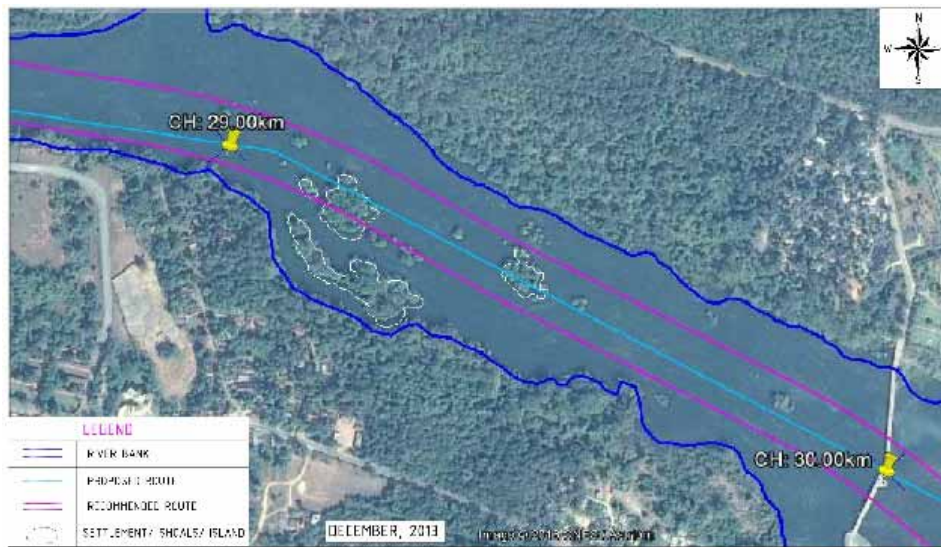 N
W
S
CH: 29.00km
CH: 30.00km
LEGEND
RIVER BANK
PROPOSED ROUTE
RECOMMENDED ROUTE
SETTLEMENT/ SHOALS/ ISLAND
DECEMBER, 2013